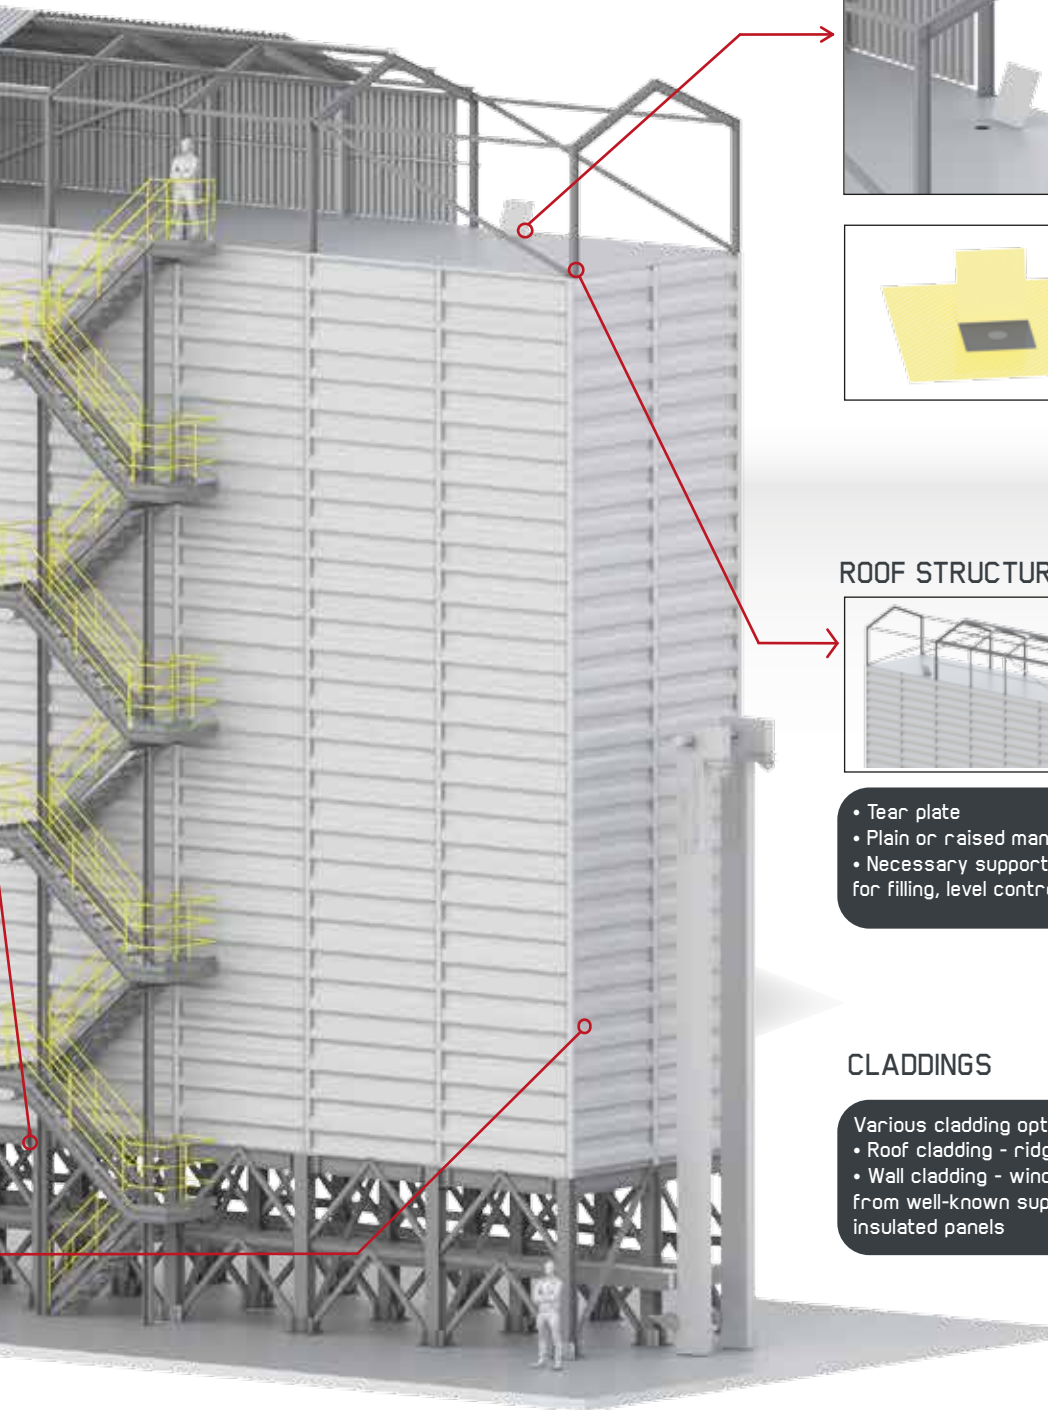 ROOF STRUCTUR
• Tear plate
• Plain or raised man
• Necessary support
for filling, level contr
CLADDINGS
Various cladding opt
• Roof cladding - ridg
• Wall cladding - wind
from well-known sup
insulated panels